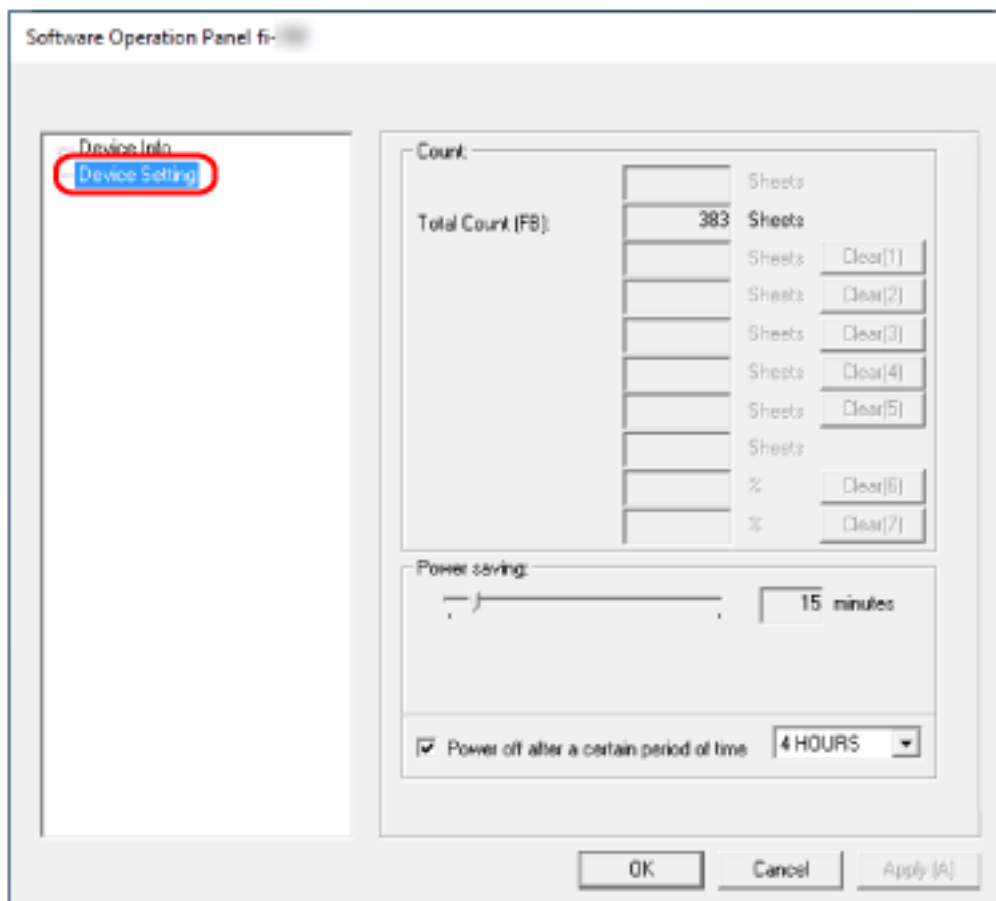 Software Operation Panel fi-
Device Info
Device Setting
Count:
Sheets
Total Count (FB): 383 Sheets
Sheets Clear(1)
Sheets Clear(2)
Sheets Clear(3)
Sheets Clear(4)
Sheets Clear(5)
Sheets
% Clear(6)
% Clear(7)
Power saving:
15 minutes
Power off after a certain period of time 4 HOURS
OK Cancel Apply (A)